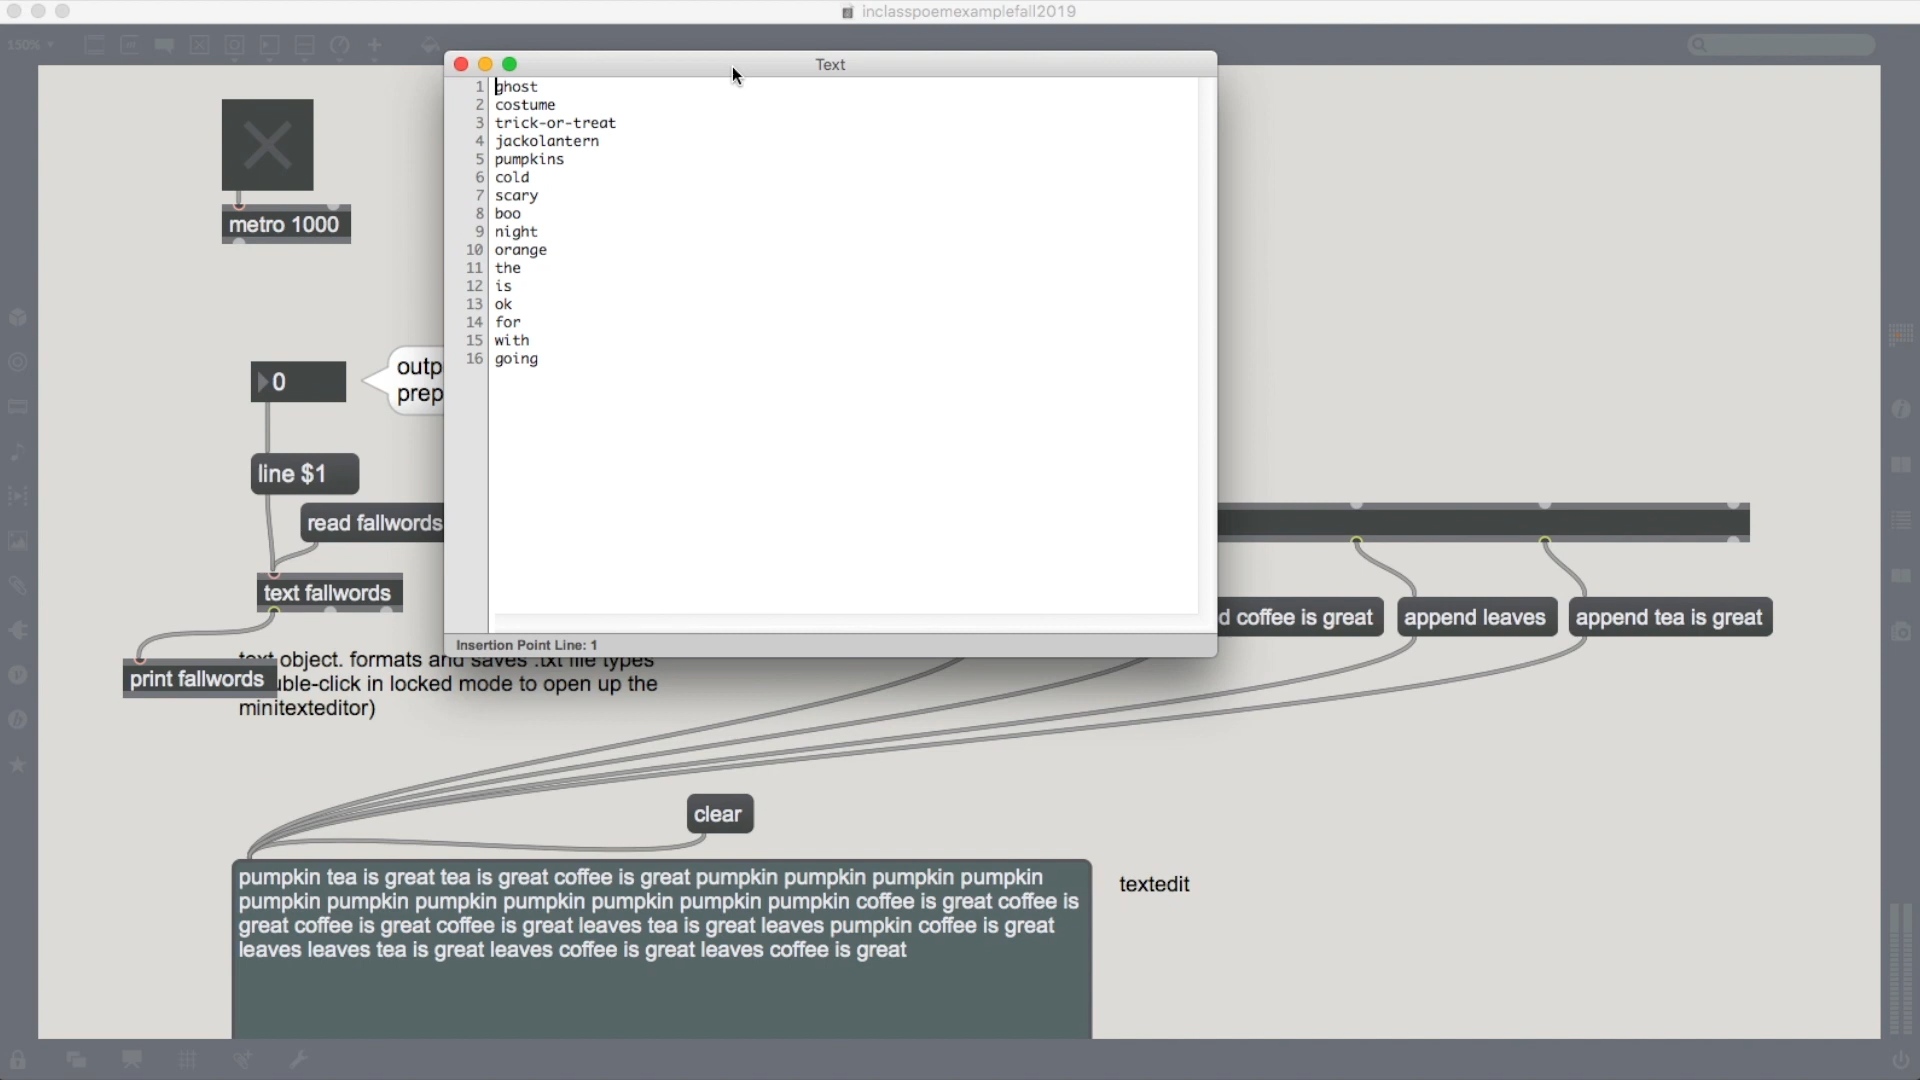 inclasspoemexamplefall2019
150%
Text
1 ghost
2 costume
3 trick-or-treat
4 jackolantern
5 pumpkins
6 cold
7 scary
8 boo
9 night
10 orange
11 the
12 is
13 ok
14 for
15 with
16 going
Insertion Point Line: 1
metro 1000
0
outp
prep
line $1
read fallwords
text fallwords
print fallwords
text object. formats and saves .txt file types
uble-click in locked mode to open up the
minitexteditor)
d coffee is great
append leaves
append tea is great
clear
pumpkin tea is great tea is great coffee is great pumpkin pumpkin pumpkin pumpkin
pumpkin pumpkin pumpkin pumpkin pumpkin pumpkin pumpkin coffee is great coffee is
great coffee is great coffee is great leaves tea is great leaves pumpkin coffee is great
leaves leaves tea is great leaves coffee is great leaves coffee is great
textedit